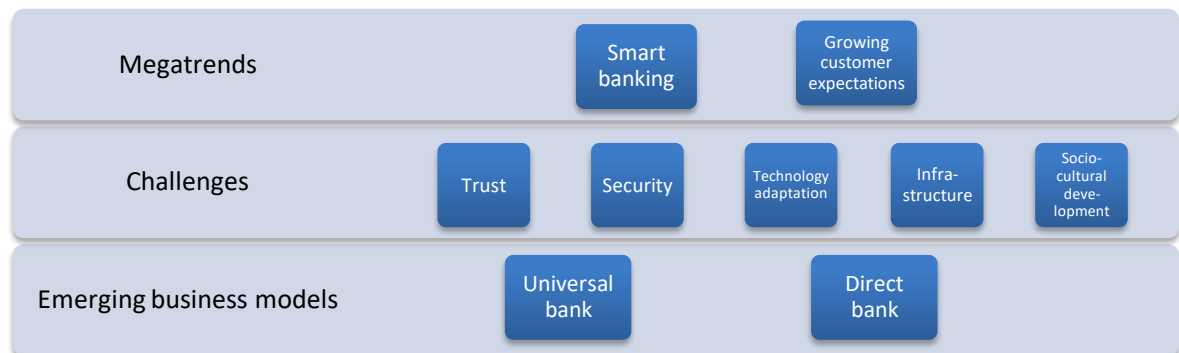 Megatrends
Smart
banking
Growing
customer
expectations
Challenges
Trust
Security
Technology
adaptation
Infra-
structure
Socio-
cultural
deve-
lopment
Emerging business models
Universal
bank
Direct
bank